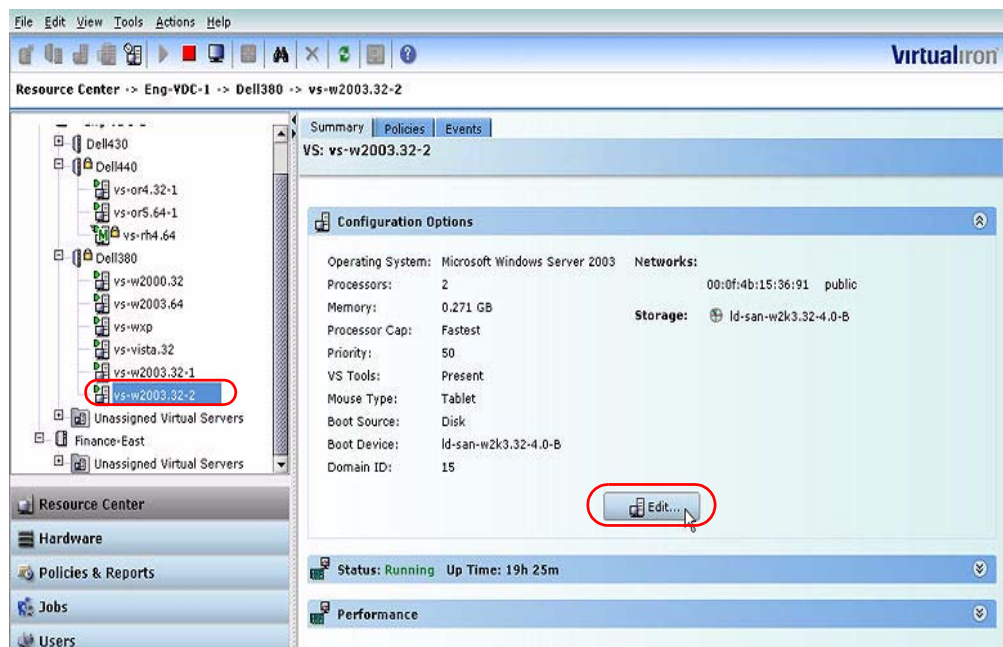 File Edit View Tools Actions Help
Virtualiron
Resource Center -> Eng-VDC-1 -> Dell380 -> vs-w2003.32-2
Dell430
Dell440
vs-or4.32-1
vs-or5.64-1
vs-rh4.64
Dell380
vs-w2000.32
vs-w2003.64
vs-wxp
vs-vista.32
vs-w2003.32-1
vs-w2003.32-2
Unassigned Virtual Servers
Finance-East
Unassigned Virtual Servers
Resource Center
Hardware
Policies & Reports
Jobs
Users
Summary Policies Events
VS: vs-w2003.32-2
Configuration Options
Operating System: Microsoft Windows Server 2003
Processors: 2
Memory: 0.271 GB
Processor Cap: Fastest
Priority: 50
VS Tools: Present
Mouse Type: Tablet
Boot Source: Disk
Boot Device: ld-san-w2k3.32-4.0-B
Domain ID: 15
Networks:
00:0f:4b:15:36:91 public
Storage: ld-san-w2k3.32-4.0-B
Edit...
Status: Running Up Time: 19h 25m
Performance